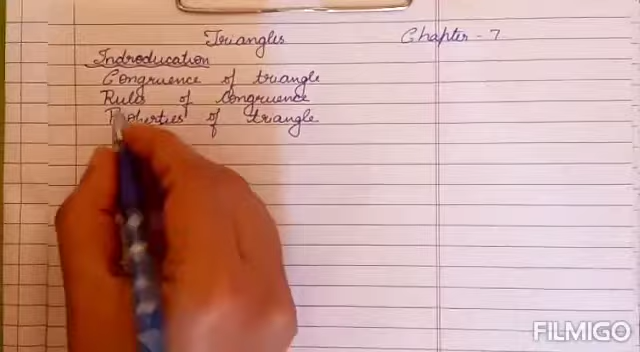 Triangles Chapter - 7
Indroducation
Congruence of triangle
Rules of congruence
Properties of triangle
FILMIGO